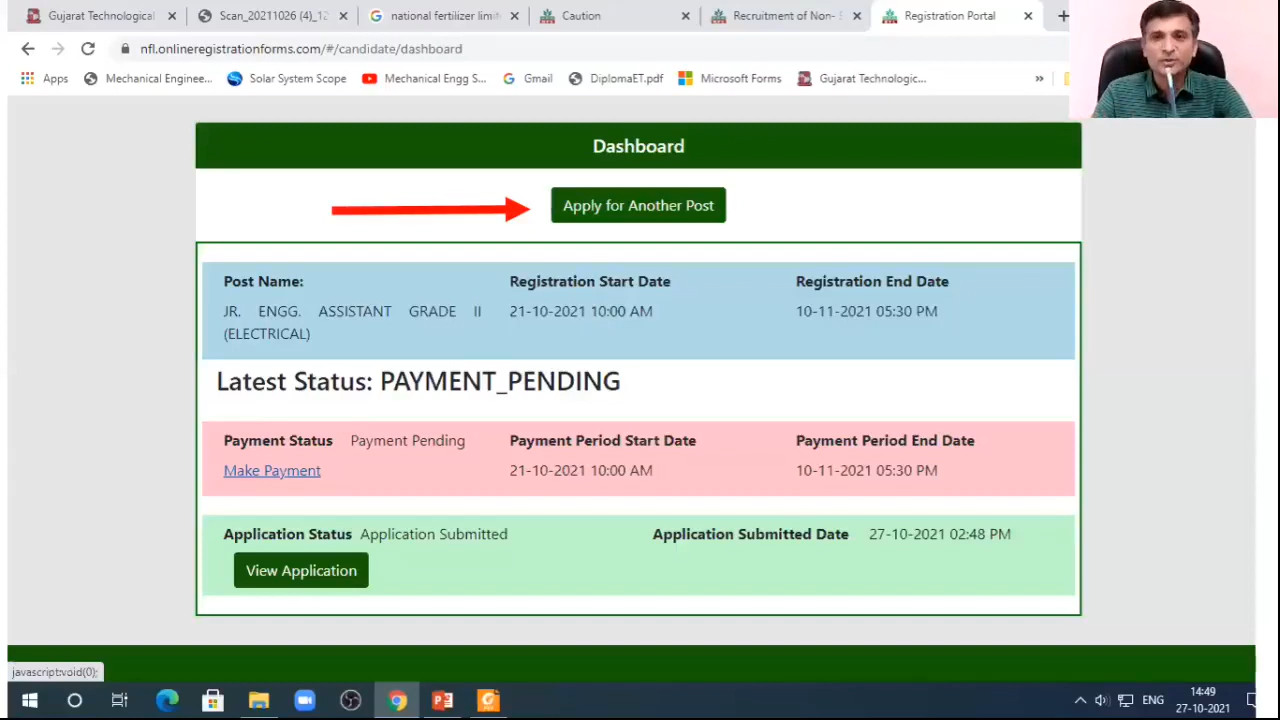 Gujarat Technological
Scan_20211026 (4)_12
national fertilizer limit
Caution
Recruitment of Non-
Registration Portal
nfl.onlineregistrationforms.com/#/candidate/dashboard
Apps
Mechanical Enginee...
Solar System Scope
Mechanical Engg S...
Gmail
DiplomaET.pdf
Microsoft Forms
Gujarat Technologic...
»
Dashboard
Apply for Another Post
Post Name:
Registration Start Date
Registration End Date
JR. ENGG. ASSISTANT GRADE II
21-10-2021 10:00 AM
10-11-2021 05:30 PM
(ELECTRICAL)
Latest Status: PAYMENT_PENDING
Payment Status Payment Pending
Payment Period Start Date
Payment Period End Date
Make Payment
21-10-2021 10:00 AM
10-11-2021 05:30 PM
Application Status Application Submitted
Application Submitted Date 27-10-2021 02:48 PM
View Application
javascript:void(0);
ENG
14:49
27-10-2021